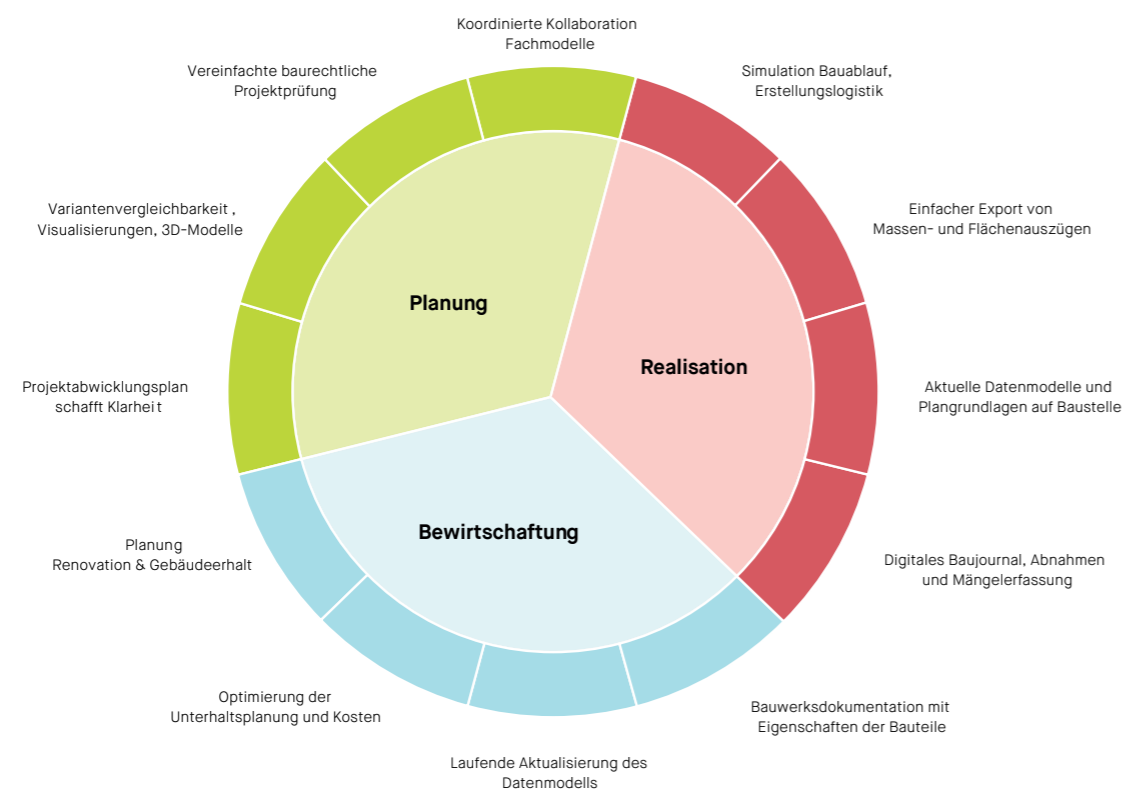 Koordinierte Kollaboration
Fachmodelle
Vereinfachte baurechtliche
Projektprüfung
Simulation Bauablauf,
Erstellungslogistik
Variantenvergleichbarkeit ,
Visualisierungen, 3D-Modelle
Einfacher Export von
Massen- und Flächenauszügen
Planung
Realisation
Projektabwicklungsplan
schafft Klarheit
Aktuelle Datenmodelle und
Plangrundlagen auf Baustelle
Bewirtschaftung
Planung
Renovation & Gebäudeerhalt
Digitales Baujournal, Abnahmen
und Mängelerfassung
Optimierung der
Unterhaltsplanung und Kosten
Bauwerksdokumentation mit
Eigenschaften der Bauteile
Laufende Aktualisierung des
Datenmodells